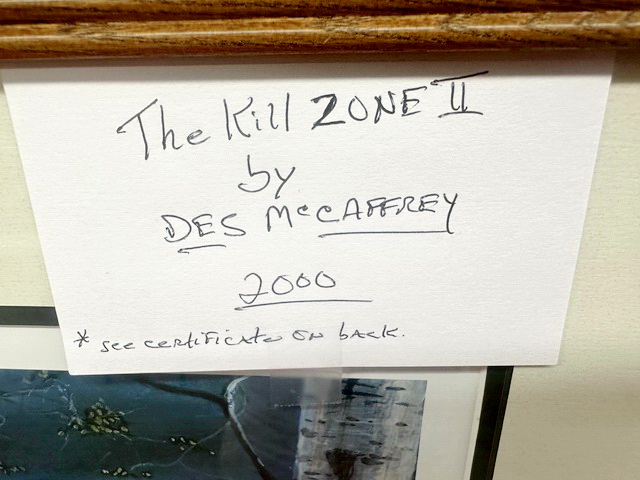 The Kill ZONE II
by
DES McCAFFREY
2000
* see certificate on back.